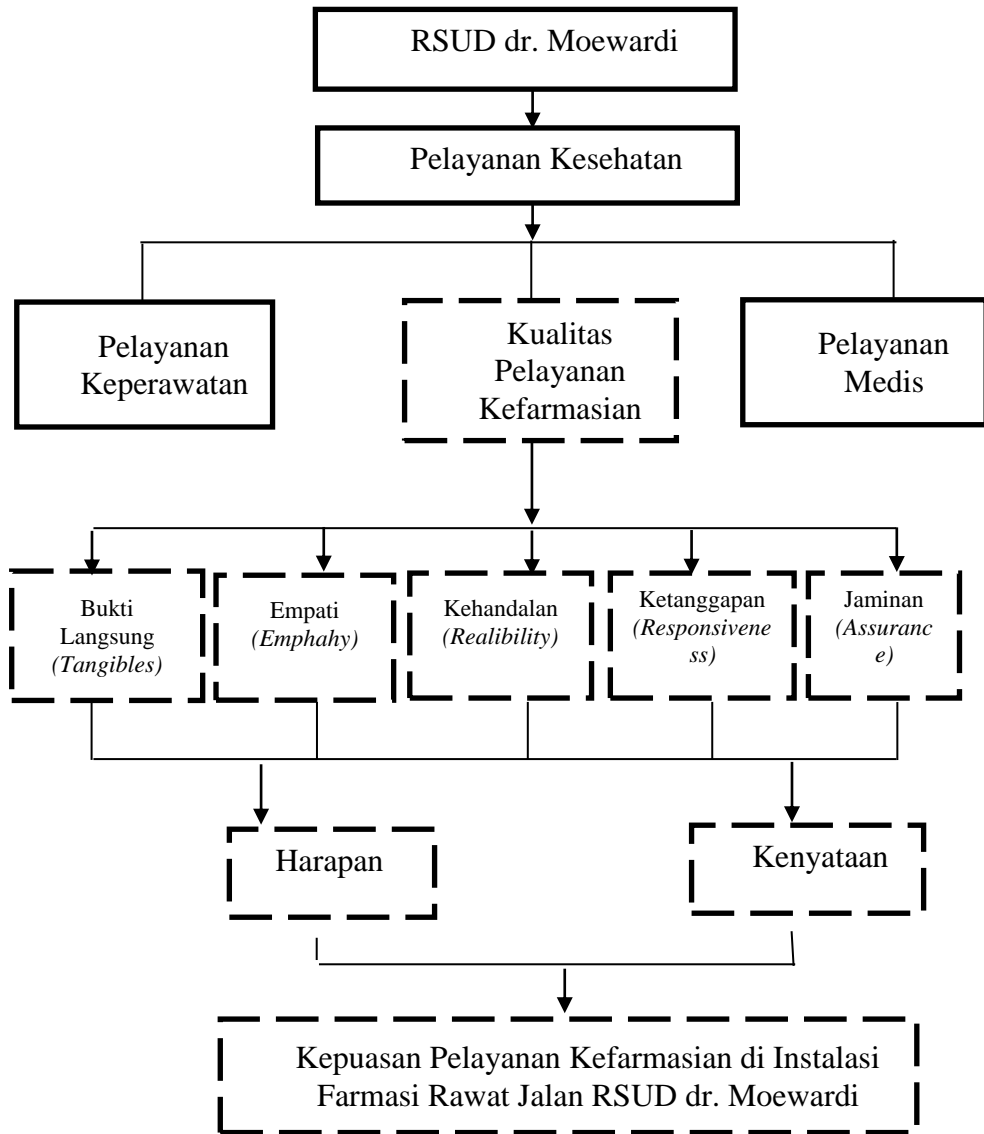 RSUD dr. Moewardi
Pelayanan Kesehatan
Pelayanan
Keperawatan
Kualitas
Pelayanan
Kefarmasian
Pelayanan
Medis
Bukti
Langsung
(Tangibles)
Empati
(Emphahy)
Kehandalan
(Realibility)
Ketanggapan
(Responsivene
ss)
Jaminan
(Assuranc
e)
Harapan
Kenyataan
Kepuasan Pelayanan Kefarmasian di Instalasi
Farmasi Rawat Jalan RSUD dr. Moewardi